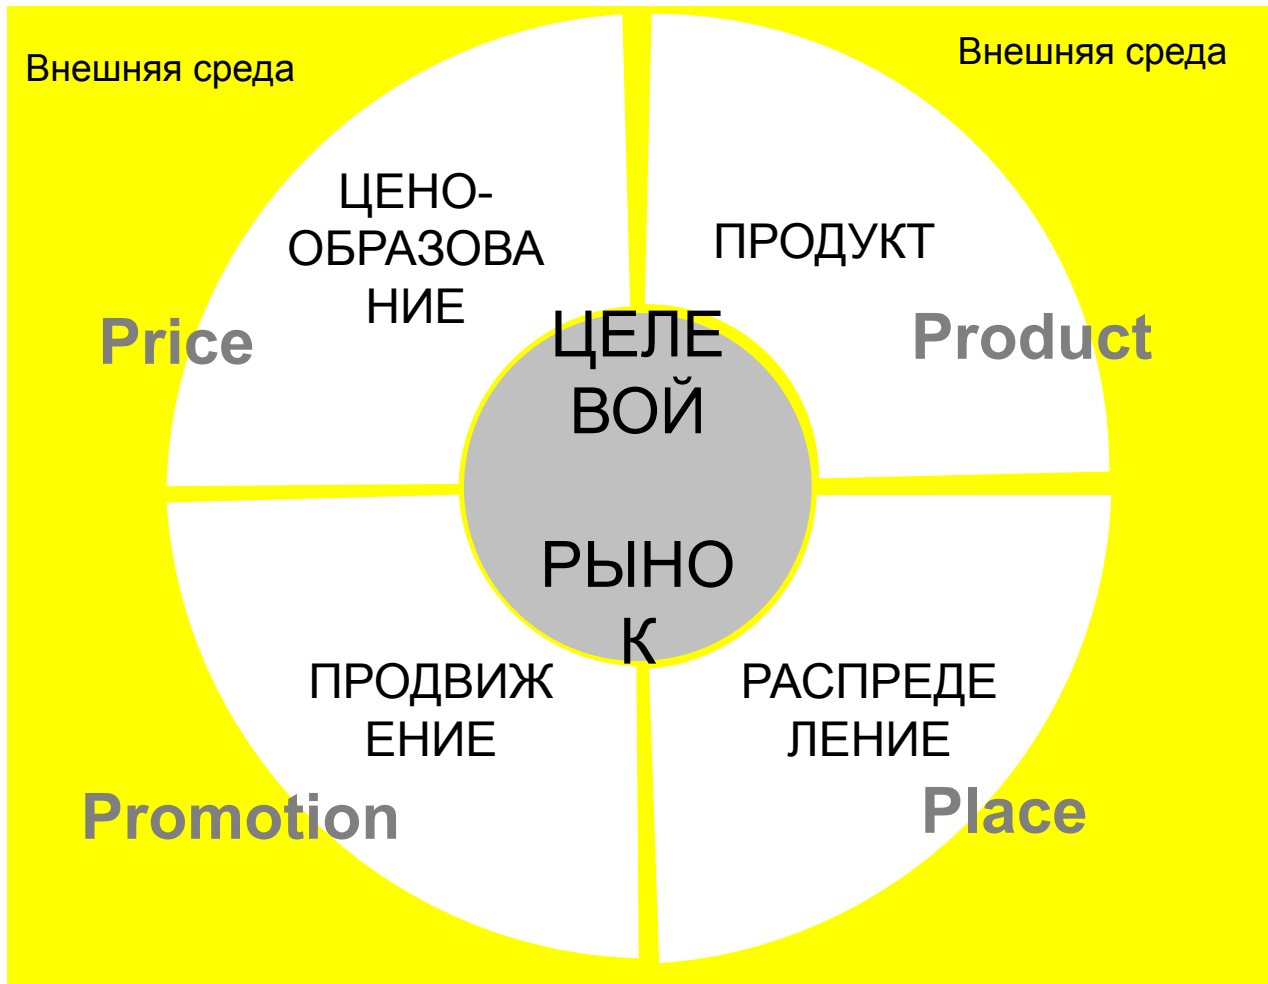 Внешняя среда
Внешняя среда
ЦЕНО-
ОБРАЗОВА
НИЕ
Price
ПРОДУКТ
Product
ЦЕЛЕ
ВОЙ
РЫНО
К
ПРОДВИЖ
ЕНИЕ
Promotion
РАСПРЕДЕ
ЛЕНИЕ
Place